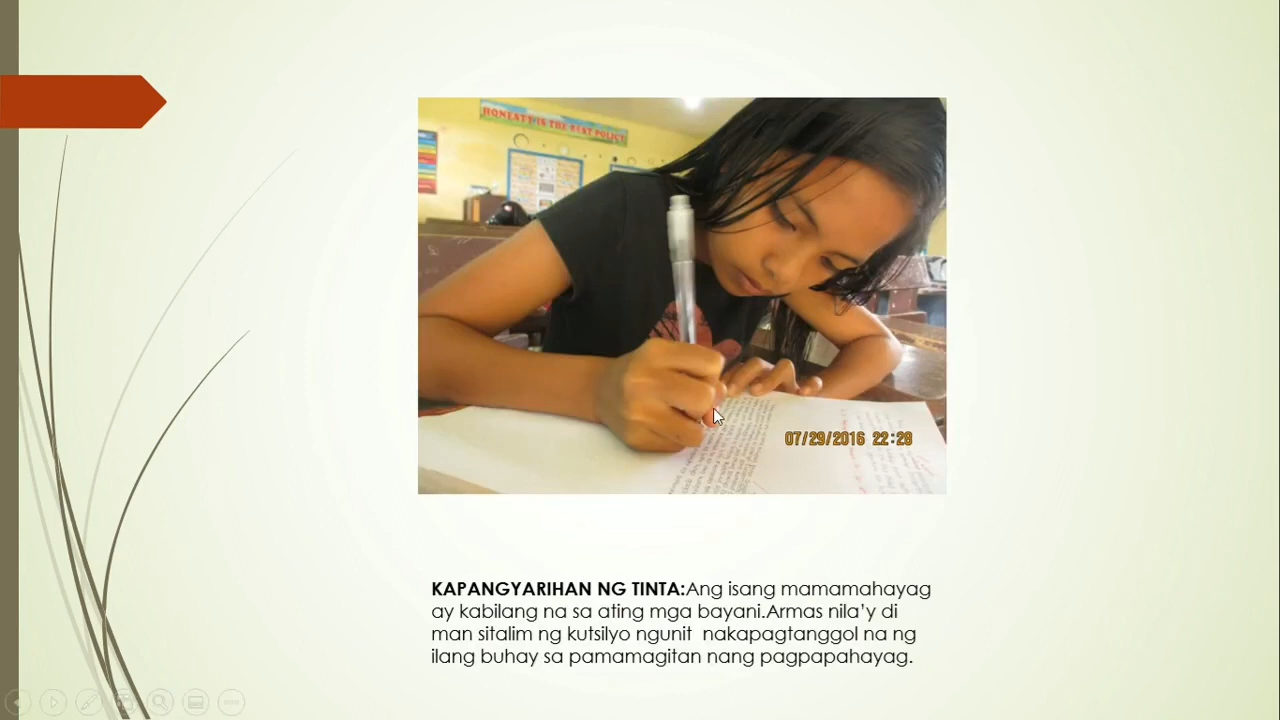 HONESTY IS THE BEST POLICY
07/29/2016 22:28
KAPANGYARIHAN NG TINTA:Ang isang mamamahayag
ay kabilang na sa ating mga bayani.Armas nila'y di
man sitalim ng kutsilyo ngunit nakapagtanggol na ng
ilang buhay sa pamamagitan nang pagpapahayag.